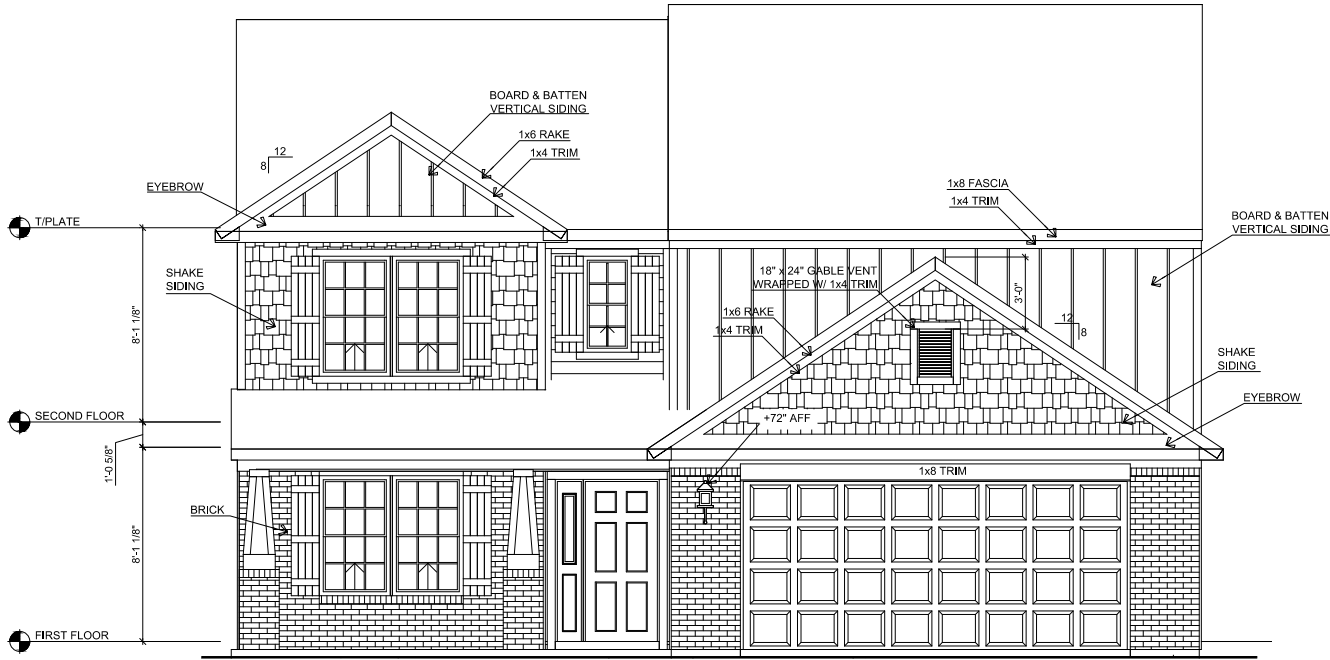 BOARD & BATTEN
VERTICAL SIDING
1x6 RAKE
1x4 TRIM
12
8
EYEBROW
T/PLATE
1x8 FASCIA
1x4 TRIM
BOARD & BATTEN
VERTICAL SIDING
SHAKE
SIDING
18" x 24" GABLE VENT
WRAPPED W/ 1x4 TRIM
3'-0"
8'-1 1/8"
1x6 RAKE
1x4 TRIM
12
8
SHAKE
SIDING
EYEBROW
SECOND FLOOR
+72" AFF
1'-0 5/8"
1x8 TRIM
BRICK
8'-1 1/8"
FIRST FLOOR